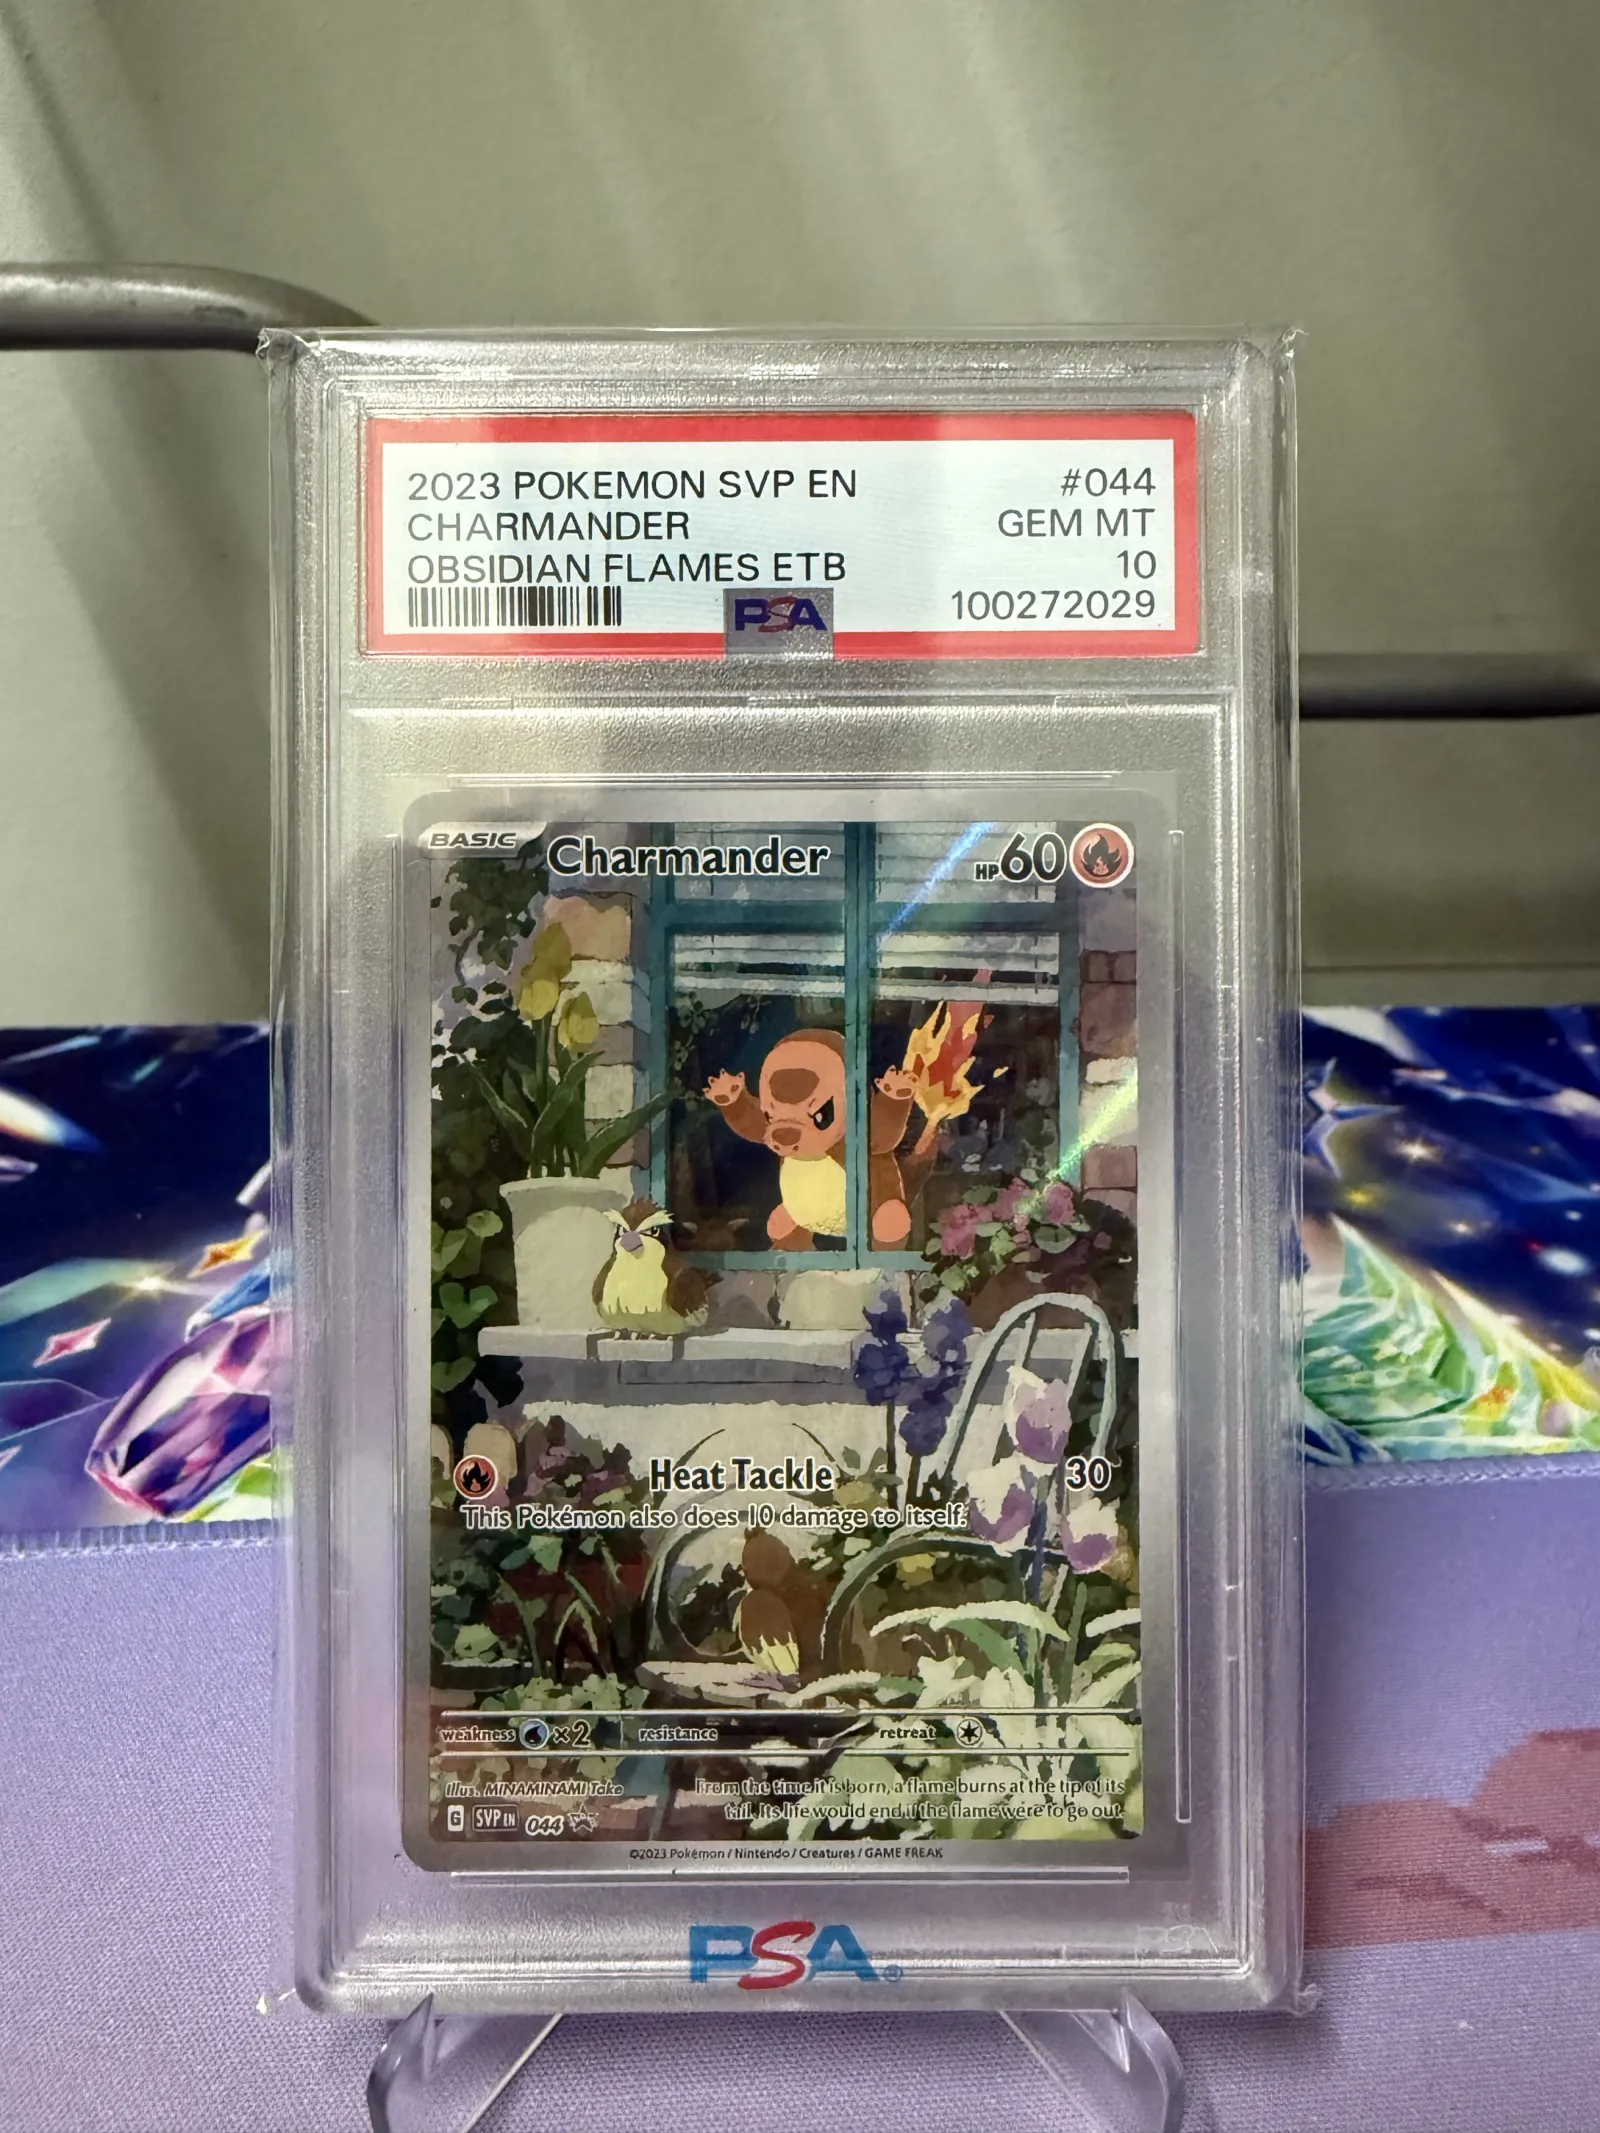 2023 POKEMON SVP EN #044
CHARMANDER GEM MT
OBSIDIAN FLAMES ETB 10
PSA 100272029
BASIC Charmander HP60
Heat Tackle 30
This Pokémon also does 10 damage to itself.
weakness ×2 resistance retreat
Illus. MINAMINAMI Take
From the time it is born, a flame burns at the tip of its
tail. Its life would end if the flame were to go out.
G SVP EN 044
©2023 Pokémon / Nintendo / Creatures / GAME FREAK
PSA®
PSA